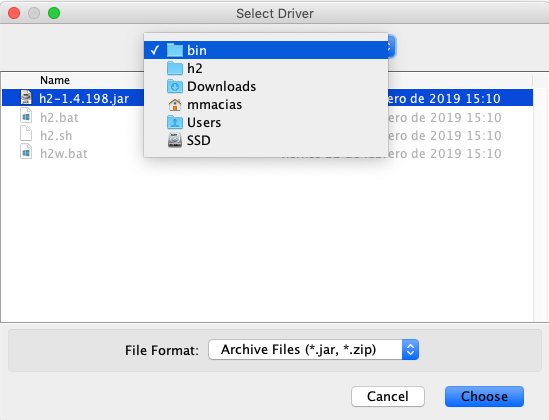 Select Driver
✓ bin
h2
Downloads
mmacias
Users
SSD
Name
h2-1.4.198.jar ero de 2019 15:10
h2.bat ero de 2019 15:10
h2.sh ero de 2019 15:10
h2w.bat ero de 2019 15:10
File Format: Archive Files (*.jar, *.zip)
Cancel Choose